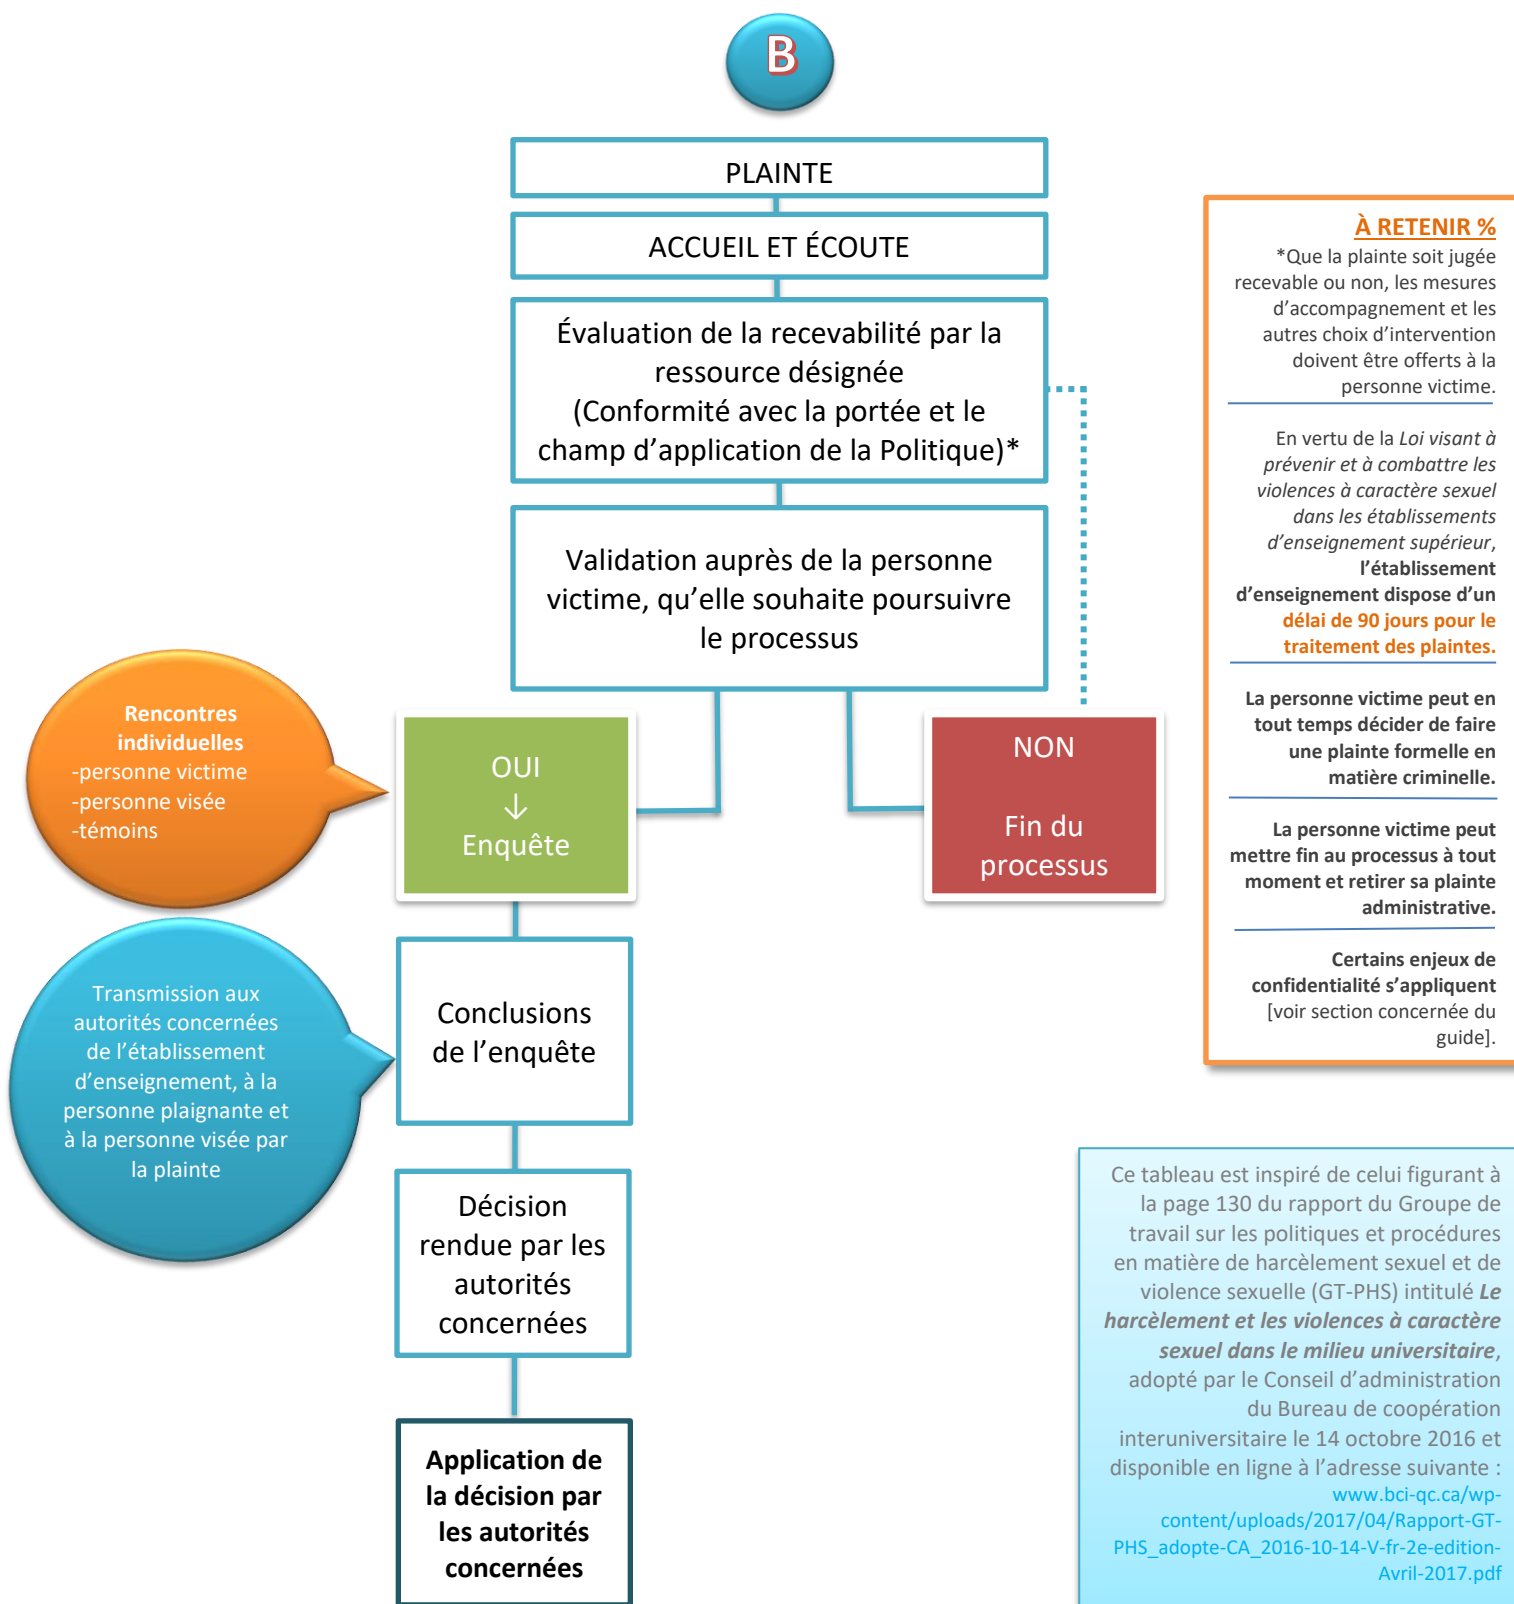 B
PLAINTE
ACCUEIL ET ÉCOUTE
Évaluation de la recevabilité par la
ressource désignée
(Conformité avec la portée et le
champ d’application de la Politique)*
Validation auprès de la personne
victime, qu’elle souhaite poursuivre
le processus
Rencontres
individuelles
-personne victime
-personne visée
-témoins
OUI
↓
Enquête
NON
Fin du
processus
Transmission aux
autorités concernées
de l’établissement
d’enseignement, à la
personne plaignante et
à la personne visée par
la plainte
Conclusions
de l’enquête
Décision
rendue par les
autorités
concernées
Application de
la décision par
les autorités
concernées
À RETENIR %
*Que la plainte soit jugée
recevable ou non, les mesures
d’accompagnement et les
autres choix d’intervention
doivent être offerts à la
personne victime.
En vertu de la Loi visant à
prévenir et à combattre les
violences à caractère sexuel
dans les établissements
d’enseignement supérieur,
l’établissement
d’enseignement dispose d’un
délai de 90 jours pour le
traitement des plaintes.
La personne victime peut en
tout temps décider de faire
une plainte formelle en
matière criminelle.
La personne victime peut
mettre fin au processus à tout
moment et retirer sa plainte
administrative.
Certains enjeux de
confidentialité s’appliquent
[voir section concernée du
guide].
Ce tableau est inspiré de celui figurant à
la page 130 du rapport du Groupe de
travail sur les politiques et procédures
en matière de harcèlement sexuel et de
violence sexuelle (GT-PHS) intitulé Le
harcèlement et les violences à caractère
sexuel dans le milieu universitaire,
adopté par le Conseil d’administration
du Bureau de coopération
interuniversitaire le 14 octobre 2016 et
disponible en ligne à l’adresse suivante :
www.bci-qc.ca/wp-
content/uploads/2017/04/Rapport-GT-
PHS_adopte-CA_2016-10-14-V-fr-2e-edition-
Avril-2017.pdf